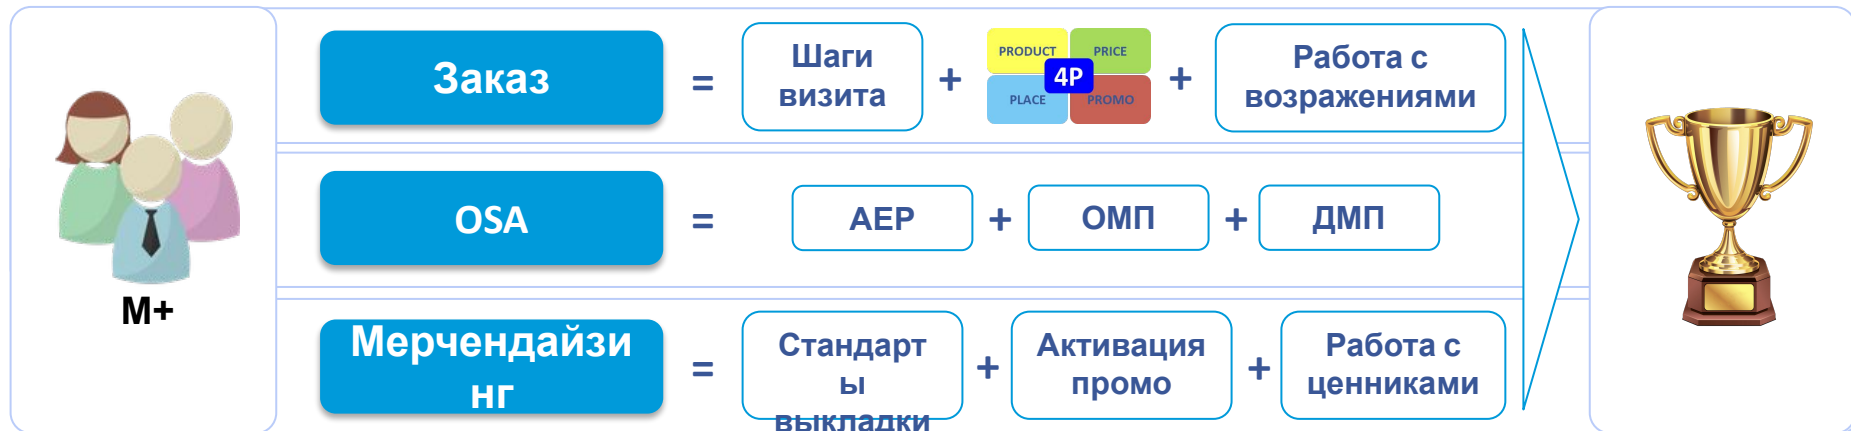 M+
Заказ
=
Шаги
визита
+
PRODUCT
PRICE
4P
PLACE
PROMO
+
Работа с
возражениями
OSA
=
АЕР
+
ОМП
+
ДМП
Мерчендайзи
нг
=
Стандарт
ы
выкладки
+
Активация
промо
+
Работа с
ценниками